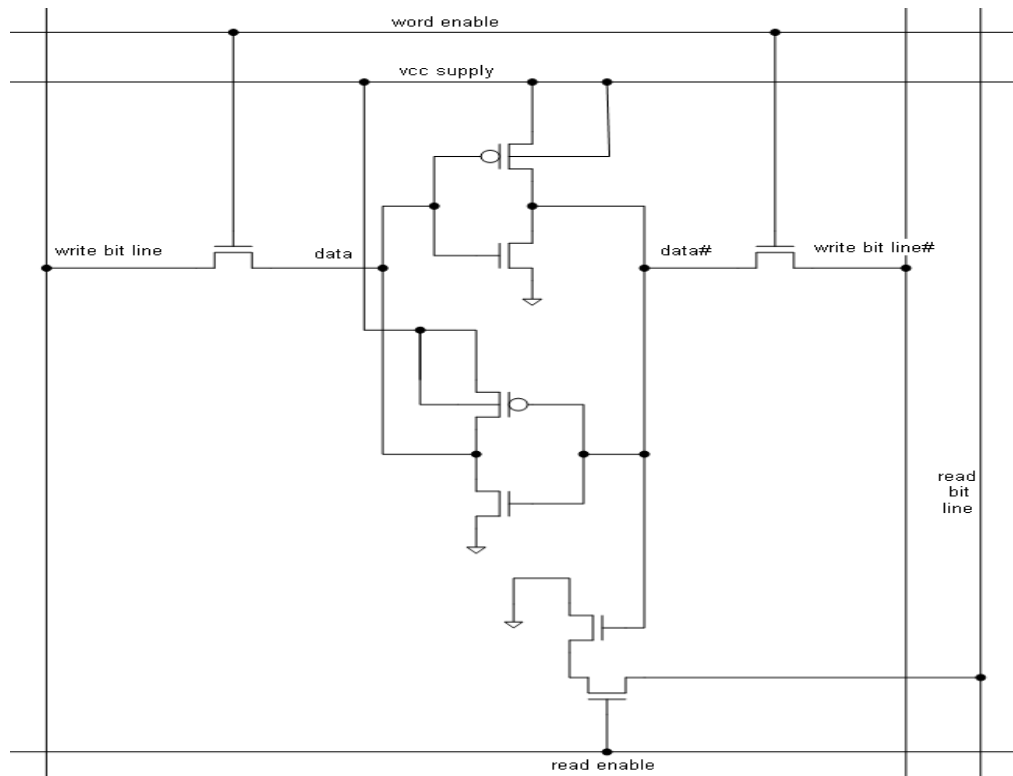 word enable
vcc supply
write bit line
data
data#
write bit line#
read
bit
line
read enable